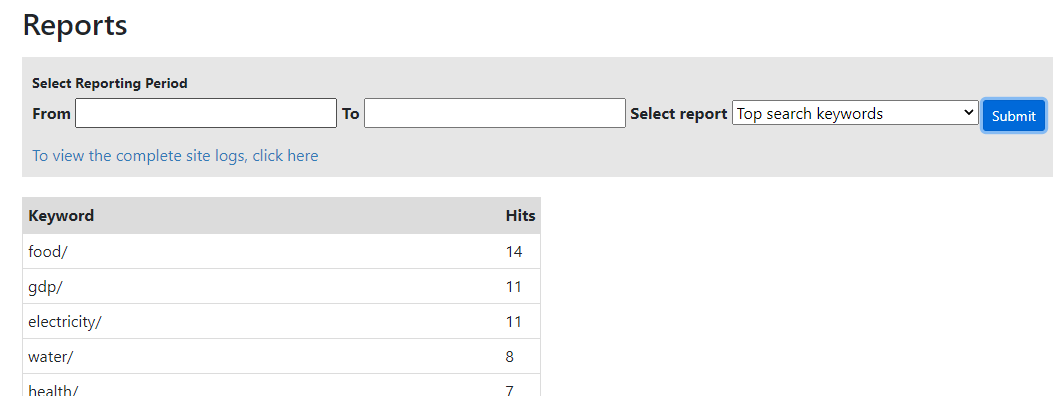 Reports
Select Reporting Period
From To Select report Top search keywords Submit
To view the complete site logs, click here
Keyword Hits
food/ 14
gdp/ 11
electricity/ 11
water/ 8
health/ 7